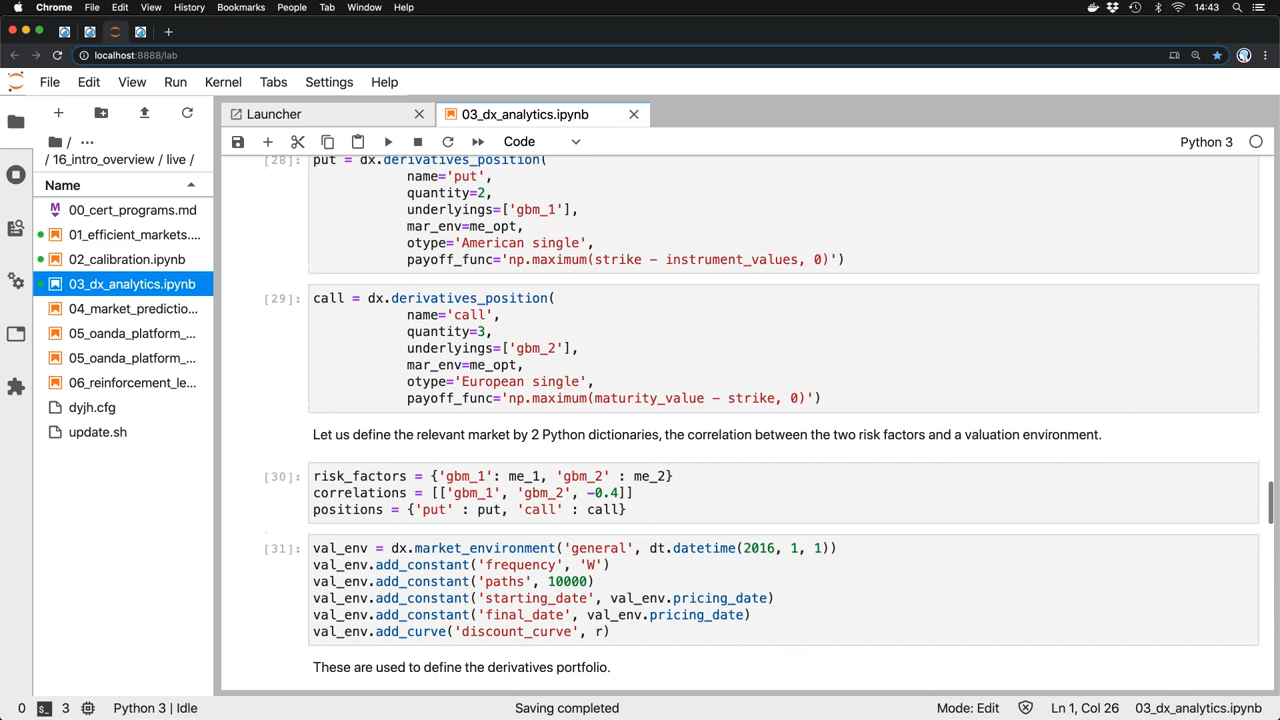 Chrome File Edit View History Bookmarks People Tab Window Help 14:43
localhost:8888/lab
File Edit View Run Kernel Tabs Settings Help
Launcher 03_dx_analytics.ipynb
Code Python 3
/ ...
/ 16_intro_overview / live /
Name
00_cert_programs.md
01_efficient_markets....
02_calibration.ipynb
03_dx_analytics.ipynb
04_market_predictio...
05_oanda_platform_...
05_oanda_platform_...
06_reinforcement_le...
dyjh.cfg
update.sh
[28]: put = dx.derivatives_position(
name='put',
quantity=2,
underlyings=['gbm_1'],
mar_env=me_opt,
otype='American single',
payoff_func='np.maximum(strike - instrument_values, 0)')
[29]: call = dx.derivatives_position(
name='call',
quantity=3,
underlyings=['gbm_2'],
mar_env=me_opt,
otype='European single',
payoff_func='np.maximum(maturity_value - strike, 0)')
Let us define the relevant market by 2 Python dictionaries, the correlation between the two risk factors and a valuation environment.
[30]: risk_factors = {'gbm_1': me_1, 'gbm_2' : me_2}
correlations = [['gbm_1', 'gbm_2', -0.4]]
positions = {'put' : put, 'call' : call}
[31]: val_env = dx.market_environment('general', dt.datetime(2016, 1, 1))
val_env.add_constant('frequency', 'W')
val_env.add_constant('paths', 10000)
val_env.add_constant('starting_date', val_env.pricing_date)
val_env.add_constant('final_date', val_env.pricing_date)
val_env.add_curve('discount_curve', r)
These are used to define the derivatives portfolio.
0 3 Python 3 | Idle Saving completed Mode: Edit Ln 1, Col 26 03_dx_analytics.ipynb